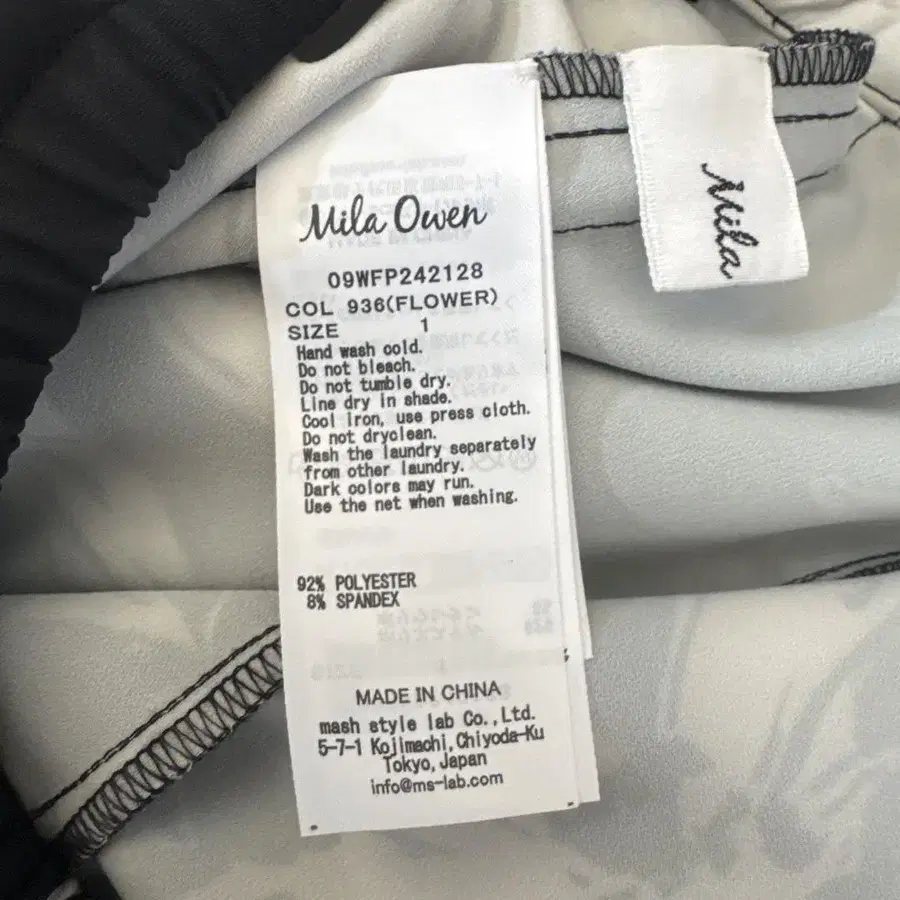 Mila Owen
09WFP242128
COL 936(FLOWER)
SIZE 1
Hand wash cold.
Do not bleach.
Do not tumble dry.
Line dry in shade.
Cool iron, use press cloth.
Do not dryclean.
Wash the laundry separately
from other laundry.
Dark colors may run.
Use the net when washing.
92% POLYESTER
8% SPANDEX
MADE IN CHINA
mash style lab Co.,Ltd.
5-7-1 Kojimachi,Chiyoda-Ku
Tokyo,Japan
info@ms-lab.com
Mila